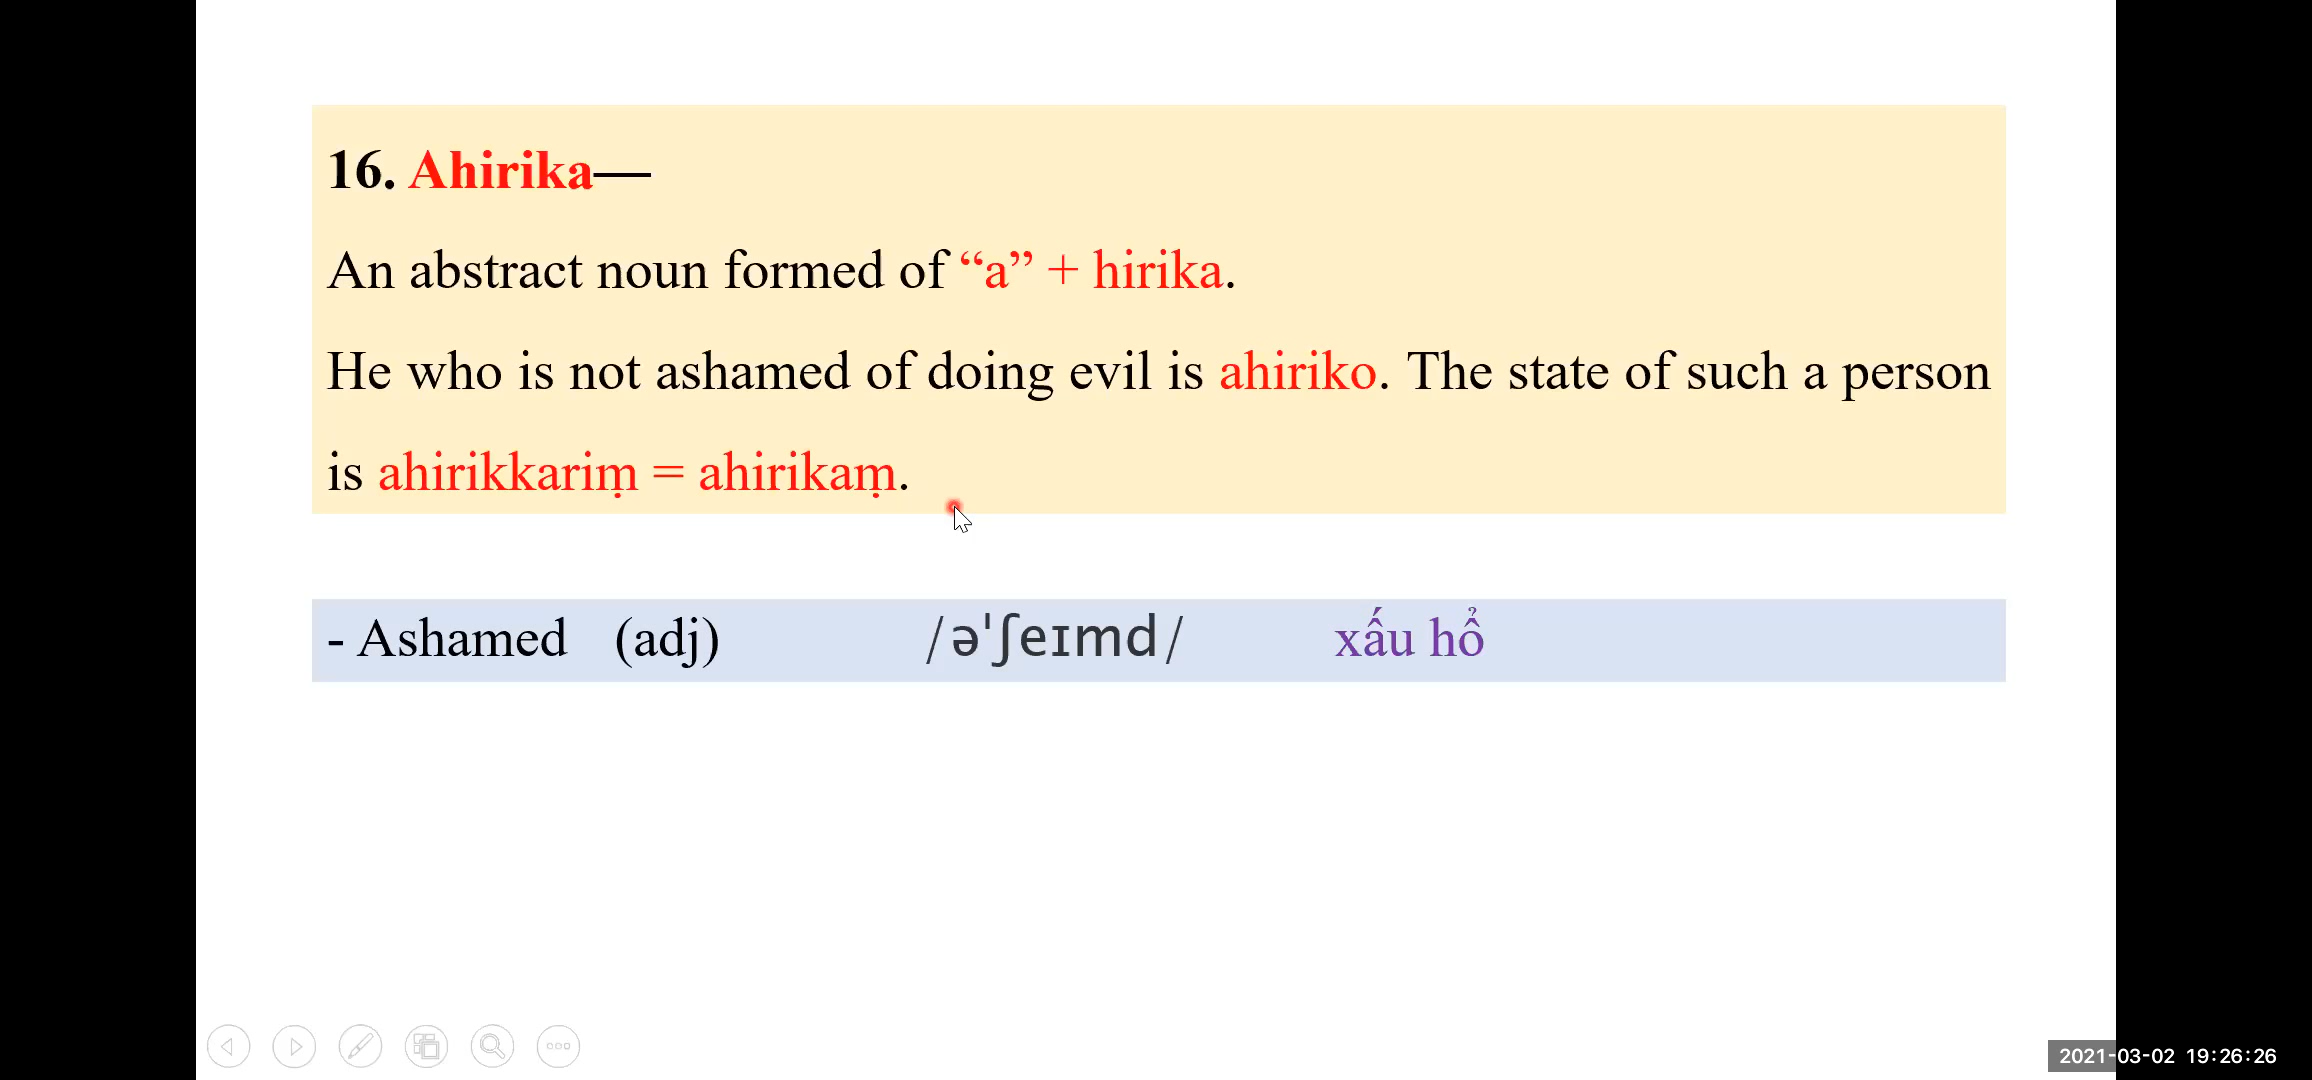 16. Ahirika—
An abstract noun formed of “a” + hirika.
He who is not ashamed of doing evil is ahiriko. The state of such a person
is ahirikkariṃ = ahirikaṃ.
- Ashamed (adj) /əˈʃeɪmd/ xấu hổ
2021-03-02 19:26:26